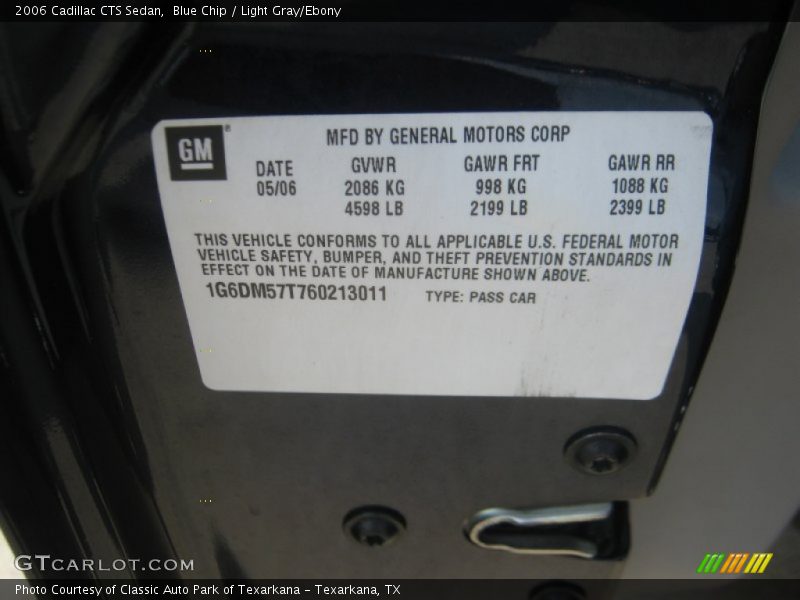 2006 Cadillac CTS Sedan,  Blue Chip / Light Gray/Ebony
GM®
MFD BY GENERAL MOTORS CORP
DATE GVWR GAWR FRT GAWR RR
05/06 2086 KG 998 KG 1088 KG
4598 LB 2199 LB 2399 LB
THIS VEHICLE CONFORMS TO ALL APPLICABLE U.S. FEDERAL MOTOR
VEHICLE SAFETY, BUMPER, AND THEFT PREVENTION STANDARDS IN
EFFECT ON THE DATE OF MANUFACTURE SHOWN ABOVE.
1G6DM57T760213011 TYPE: PASS CAR
GTCARLOT.COM
Photo Courtesy of Classic Auto Park of Texarkana - Texarkana, TX